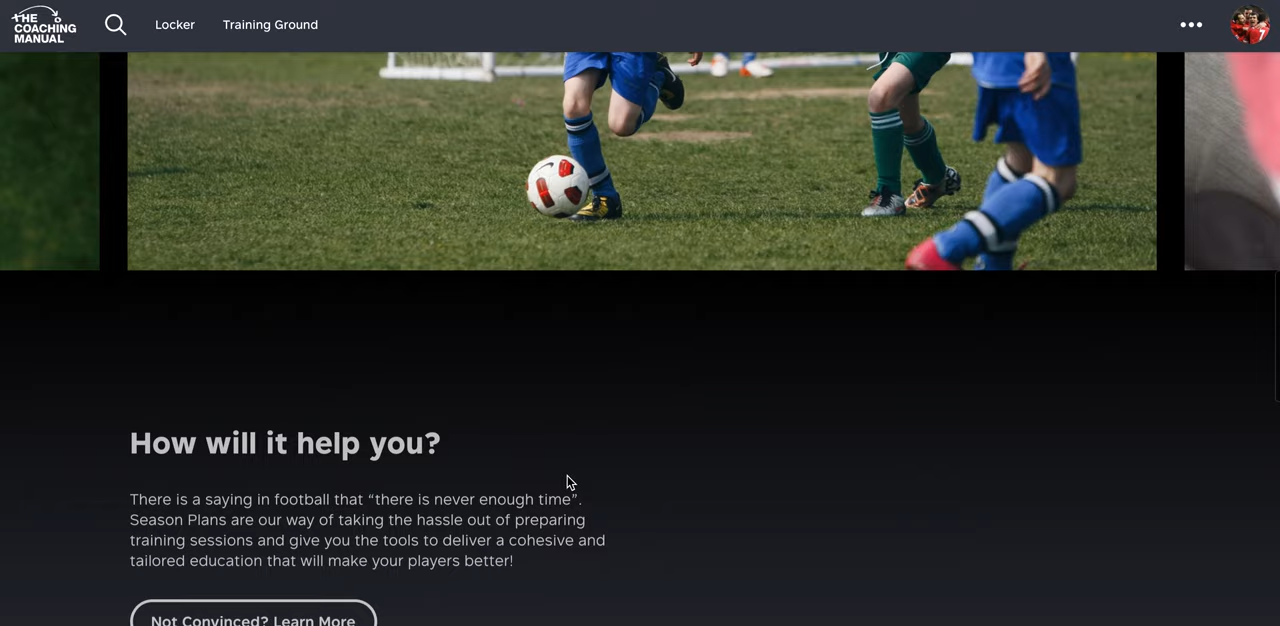 THE
COACHING
MANUAL
Locker
Training Ground
7
How will it help you?
There is a saying in football that “there is never enough time”.
Season Plans are our way of taking the hassle out of preparing
training sessions and give you the tools to deliver a cohesive and
tailored education that will make your players better!
Not Convinced? Learn More